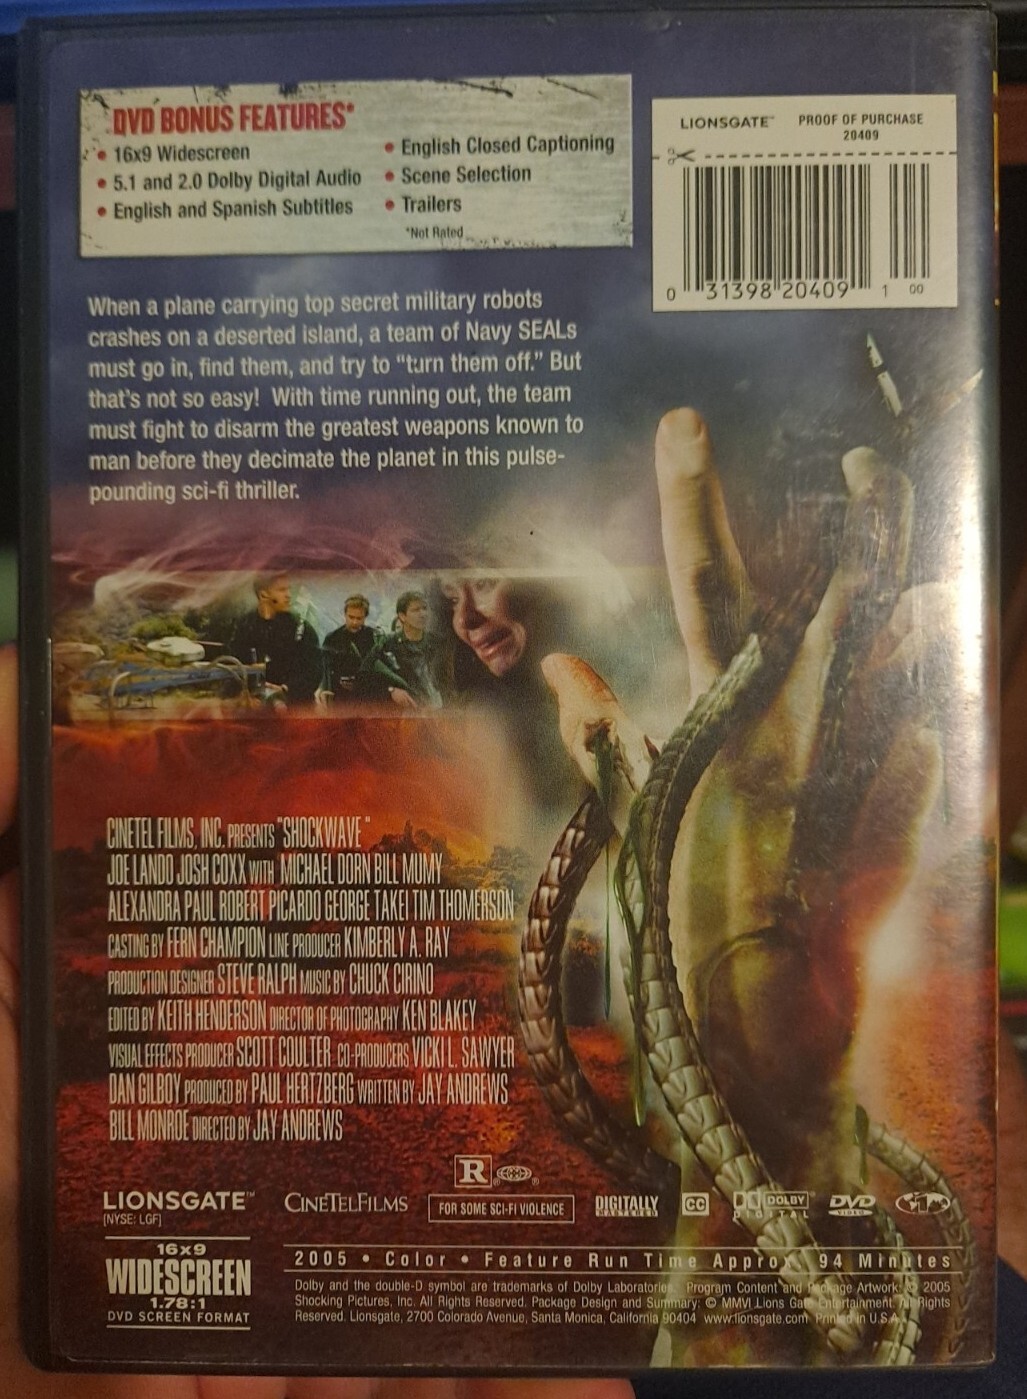 DVD BONUS FEATURES*
• 16x9 Widescreen
• 5.1 and 2.0 Dolby Digital Audio
• English and Spanish Subtitles
• English Closed Captioning
• Scene Selection
• Trailers
*Not Rated
LIONSGATE™ PROOF OF PURCHASE
20409
0 31398 20409 1 00
When a plane carrying top secret military robots
crashes on a deserted island, a team of Navy SEALs
must go in, find them, and try to “turn them off.” But
that's not so easy! With time running out, the team
must fight to disarm the greatest weapons known to
man before they decimate the planet in this pulse-
pounding sci-fi thriller.
CINETEL FILMS, INC. PRESENTS "SHOCKWAVE"
JOE LANDO JOSH COXX WITH MICHAEL DORN BILL MUMY
ALEXANDRA PAUL ROBERT PICARDO GEORGE TAKEI TIM THOMERSON
CASTING BY FERN CHAMPION LINE PRODUCER KIMBERLY A. RAY
PRODUCTION DESIGNER STEVE RALPH MUSIC BY CHUCK CIRINO
EDITED BY KEITH HENDERSON DIRECTOR OF PHOTOGRAPHY KEN BLAKEY
VISUAL EFFECTS PRODUCER SCOTT COULTER CO-PRODUCERS VICKI L. SAWYER
DAN GILBOY PRODUCED BY PAUL HERTZBERG WRITTEN BY JAY ANDREWS
BILL MONROE DIRECTED BY JAY ANDREWS
R
LIONSGATE™ CINETELFILMS FOR SOME SCI-FI VIOLENCE DIGITALLY MASTERED CC DOLBY DIGITAL DVD VIDEO
[NYSE: LGF]
16x9
WIDESCREEN
1.78:1
DVD SCREEN FORMAT
2005 • Color • Feature Run Time Approx. 94 Minutes
Dolby and the double-D symbol are trademarks of Dolby Laboratories. Program Content and Package Artwork: © 2005
Shocking Pictures, Inc. All Rights Reserved. Package Design and Summary: © MMVI Lions Gate Entertainment. All Rights
Reserved. Lionsgate, 2700 Colorado Avenue, Santa Monica, California 90404 www.lionsgate.com Printed in U.S.A.